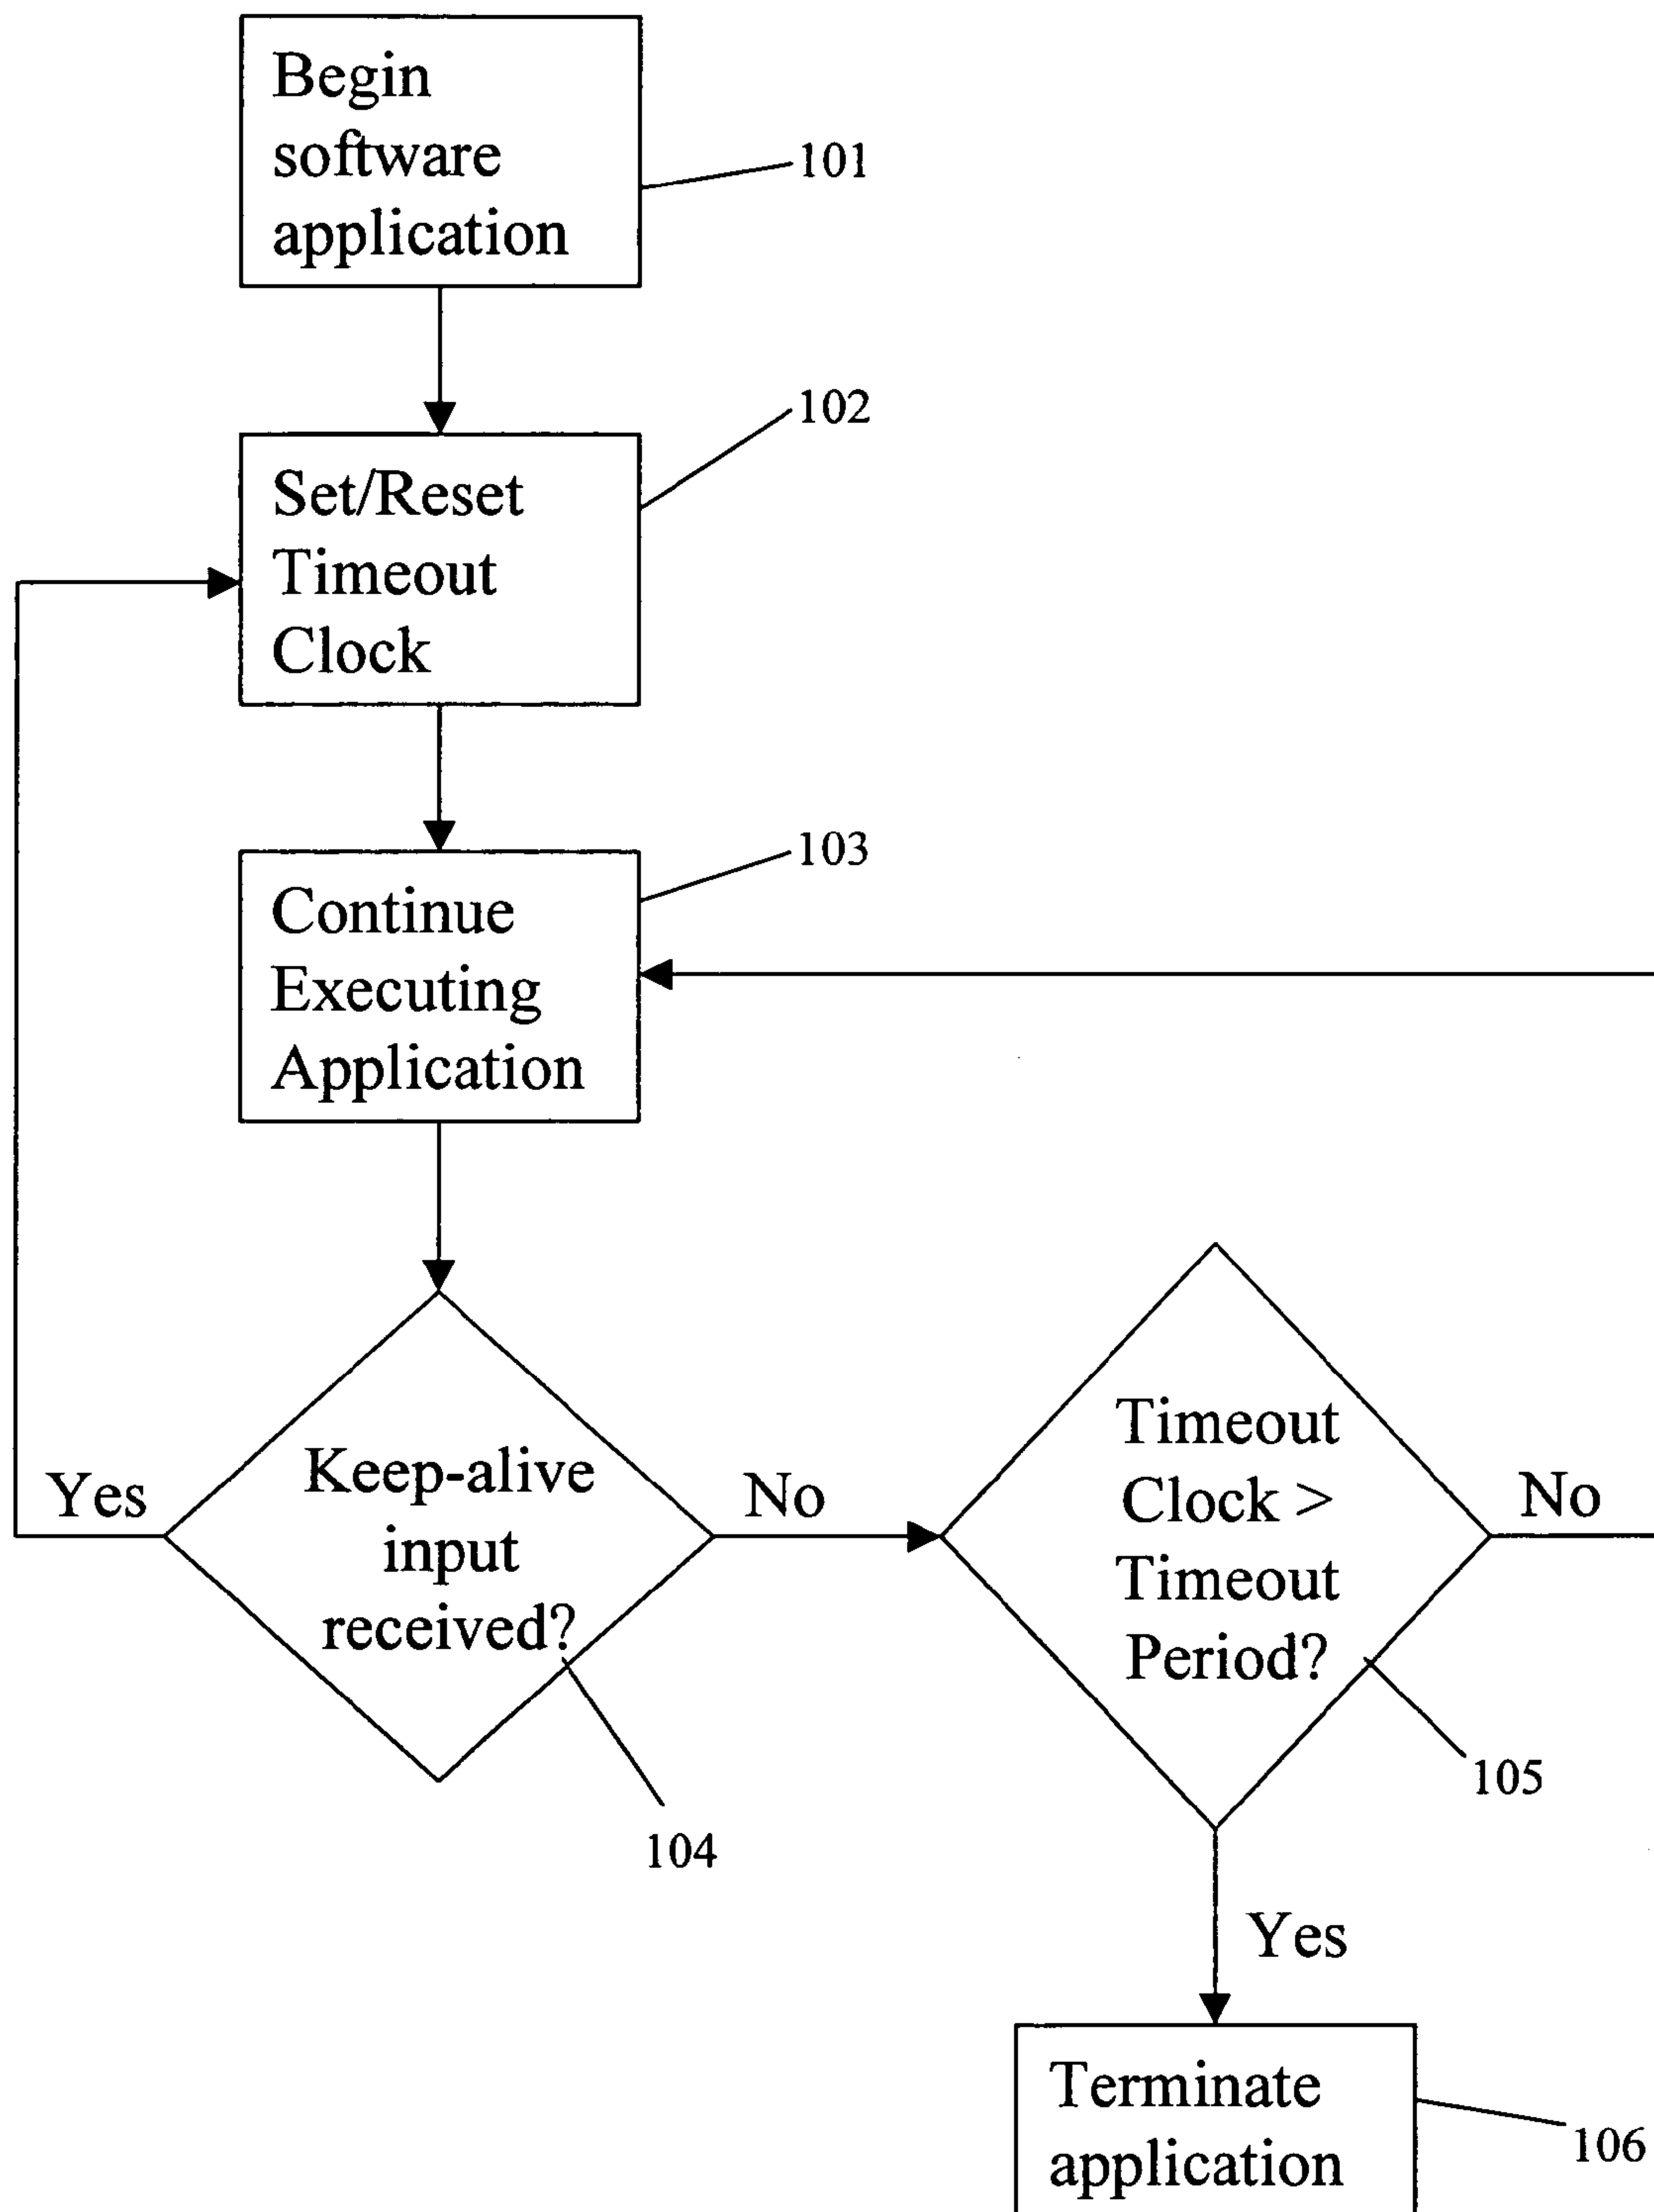 Begin
software
application
101
102
Set/Reset
Timeout
Clock
103
Continue
Executing
Application
Yes
Keep-alive
input
received?
No
104
Timeout
Clock >
Timeout
Period?
No
105
Yes
Terminate
application
106